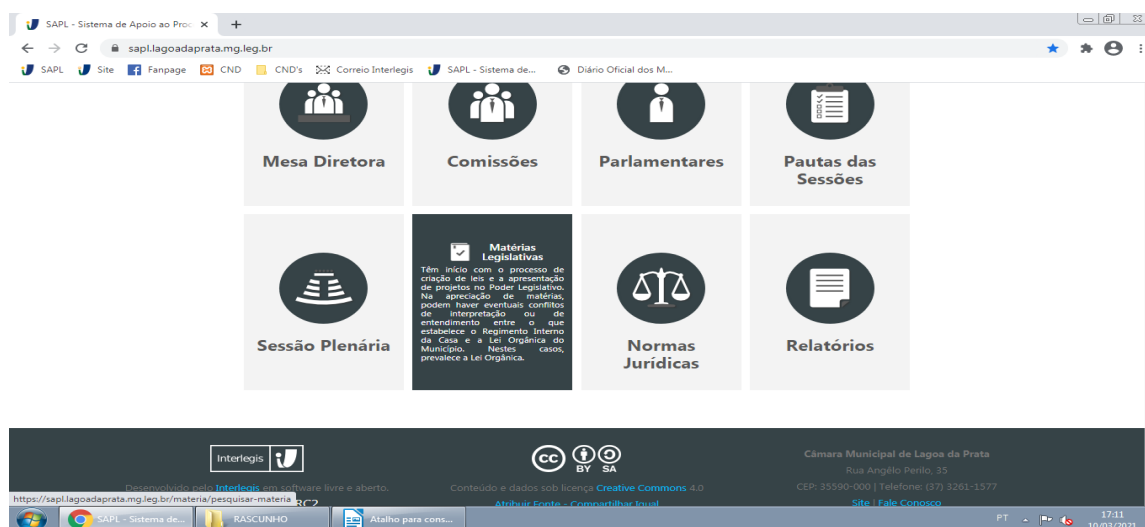 SAPL - Sistema de Apoio ao Proc
sapl.lagoadaprata.mg.leg.br
SAPL Site Fanpage CND CND's Correio Interlegis SAPL - Sistema de... Diário Oficial dos M...
Mesa Diretora
Comissões
Parlamentares
Pautas das
Sessões
Sessão Plenária
Matérias
Legislativas
Têm início com o processo de
criação de leis e a apresentação
de projetos no Poder Legislativo.
Na apreciação de matérias,
podem haver eventuais conflitos
de interpretação ou de
entendimento entre o que
estabelece o Regimento Interno
da Casa e a Lei Orgânica do
Município. Nestes casos,
prevalece a Lei Orgânica.
Normas
Jurídicas
Relatórios
Interlegis
Desenvolvido pelo Interlegis em software livre e aberto.
RC2
cc BY SA
Conteúdo e dados sob licença Creative Commons 4.0
Atribuir Fonte - Compartilhar Igual
Câmara Municipal de Lagoa da Prata
Rua Angêlo Perilo, 35
CEP: 35590-000 | Telefone: (37) 3261-1577
Site | Fale Conosco
https://sapl.lagoadaprata.mg.leg.br/materia/pesquisar-materia
SAPL - Sistema de... RASCUNHO Atalho para cons... PT 17:11
10/03/2021